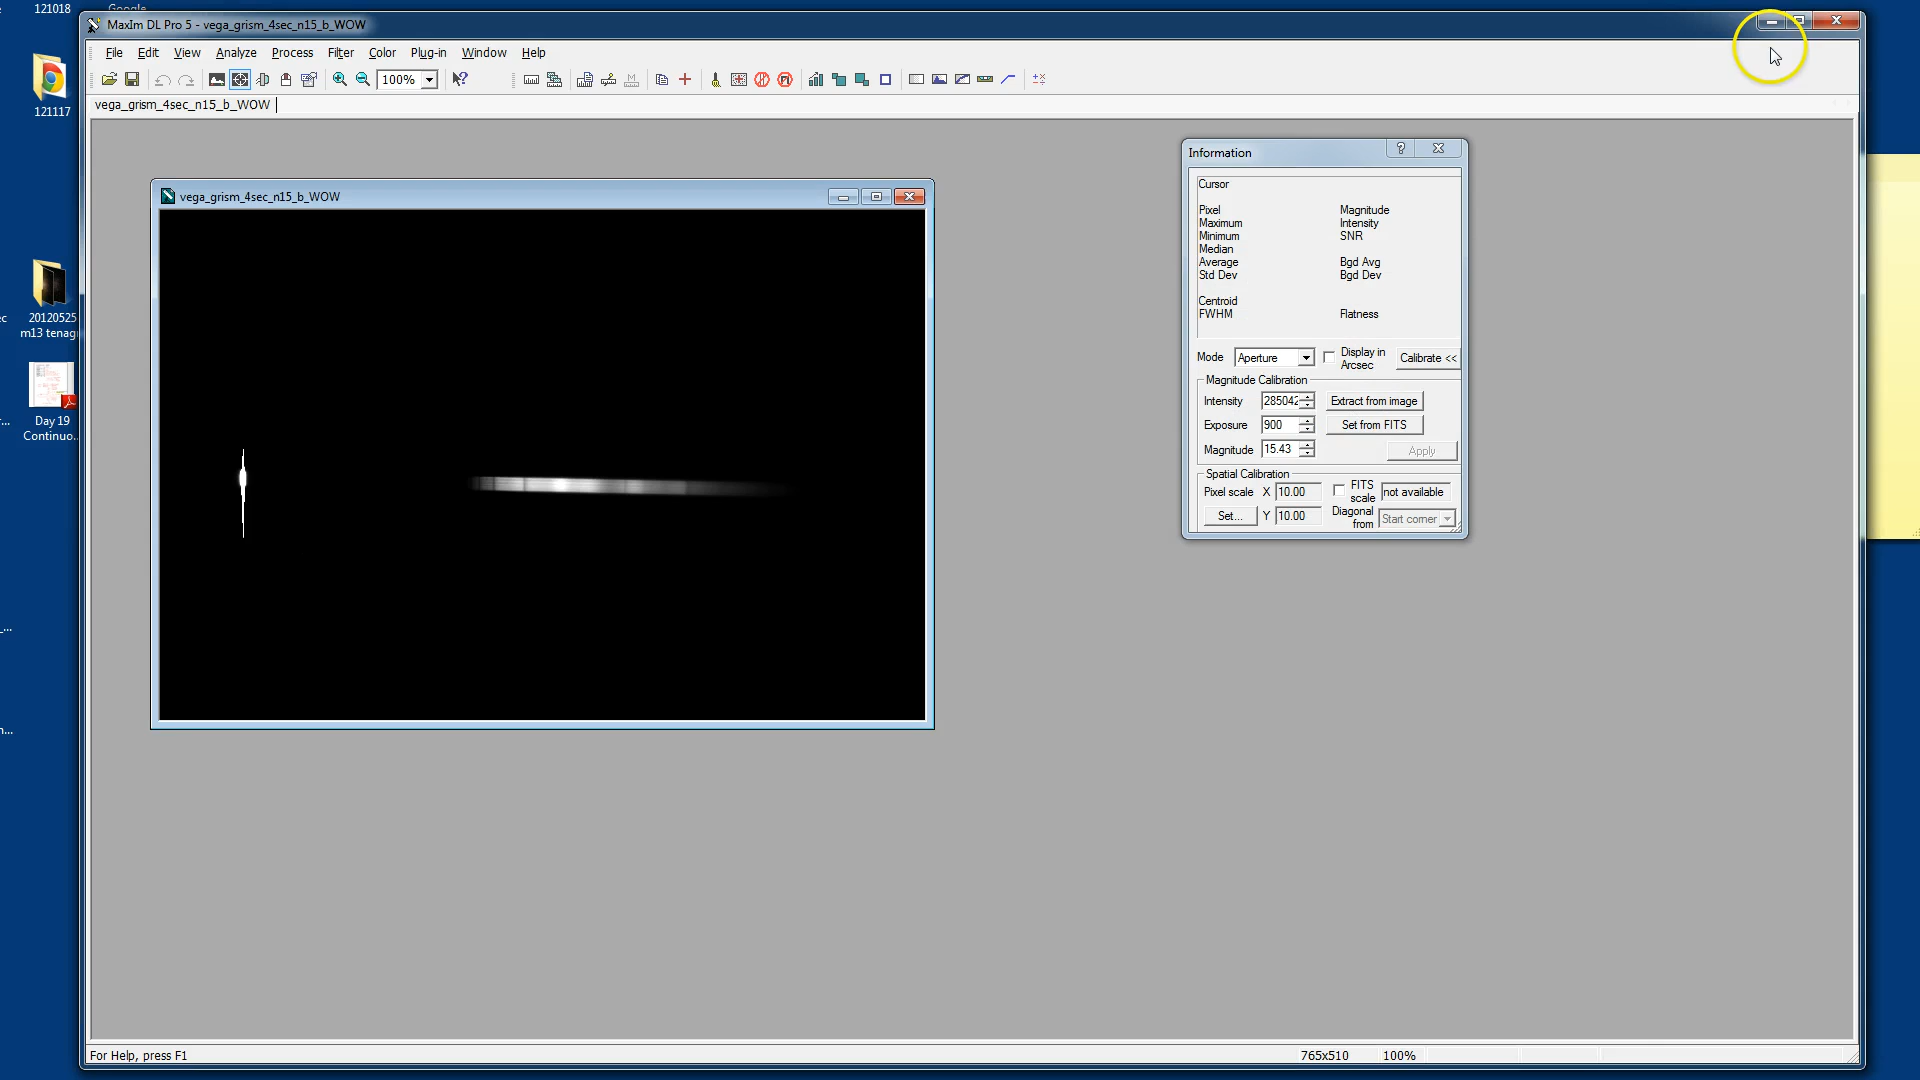 121018
Google
MaxIm DL Pro 5 - vega_grism_4sec_n15_b_WOW
File Edit View Analyze Process Filter Color Plug-in Window Help
100%
vega_grism_4sec_n15_b_WOW
121117
20120525
m13 tenag
Day 19
Continuo...
vega_grism_4sec_n15_b_WOW
Information
Cursor
Pixel Magnitude
Maximum Intensity
Minimum SNR
Median
Average Bgd Avg
Std Dev Bgd Dev
Centroid
FWHM Flatness
Mode Aperture Display in Arcsec Calibrate <<
Magnitude Calibration
Intensity 285042 Extract from image
Exposure 900 Set from FITS
Magnitude 15.43 Apply
Spatial Calibration
Pixel scale X 10.00 FITS scale not available
Set... Y 10.00 Diagonal from Start corner
For Help, press F1 765x510 100%